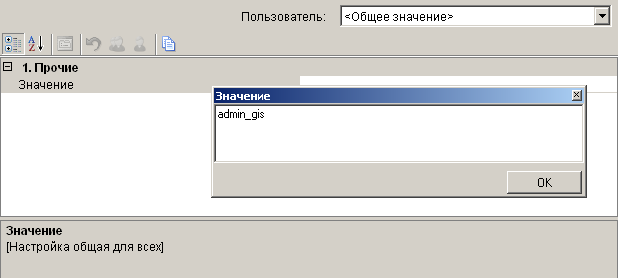 Пользователь: <Общее значение>
1. Прочие
Значение
Значение
admin_gis
OK
Значение
[Настройка общая для всех]